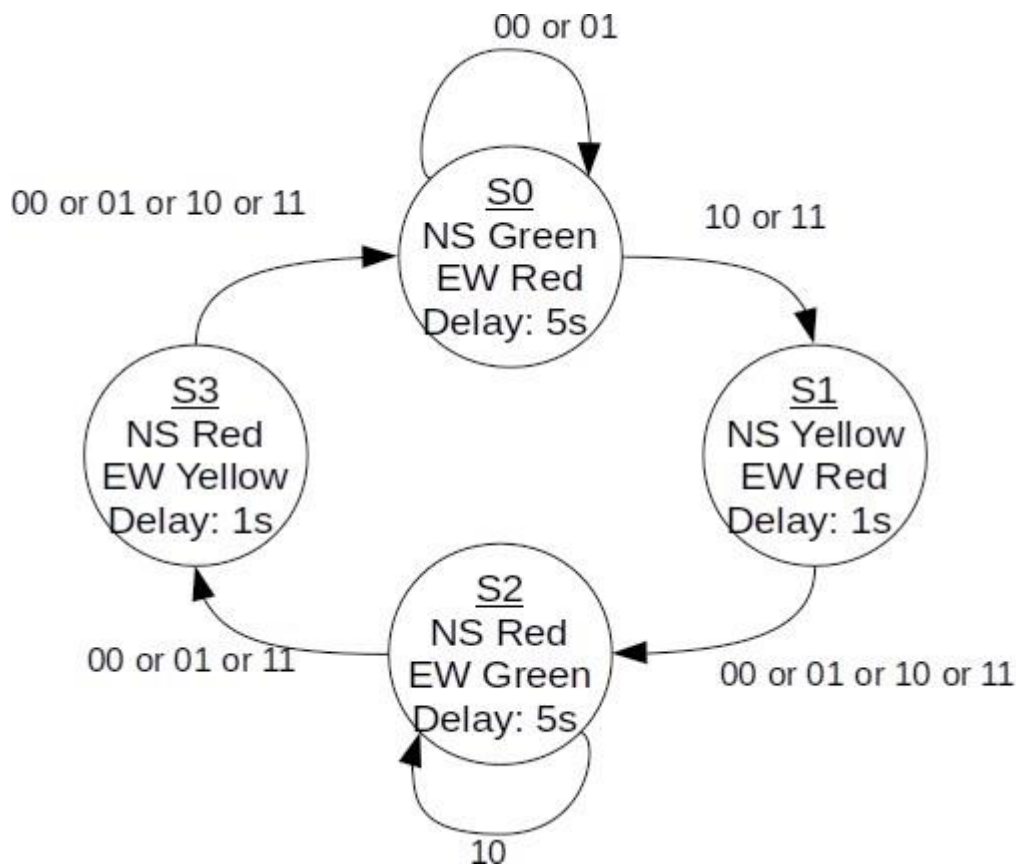 00 or 01
S0
NS Green
EW Red
Delay: 5s
00 or 01 or 10 or 11
10 or 11
S3
NS Red
EW Yellow
Delay: 1s
S1
NS Yellow
EW Red
Delay: 1s
S2
NS Red
EW Green
Delay: 5s
00 or 01 or 11
00 or 01 or 10 or 11
10